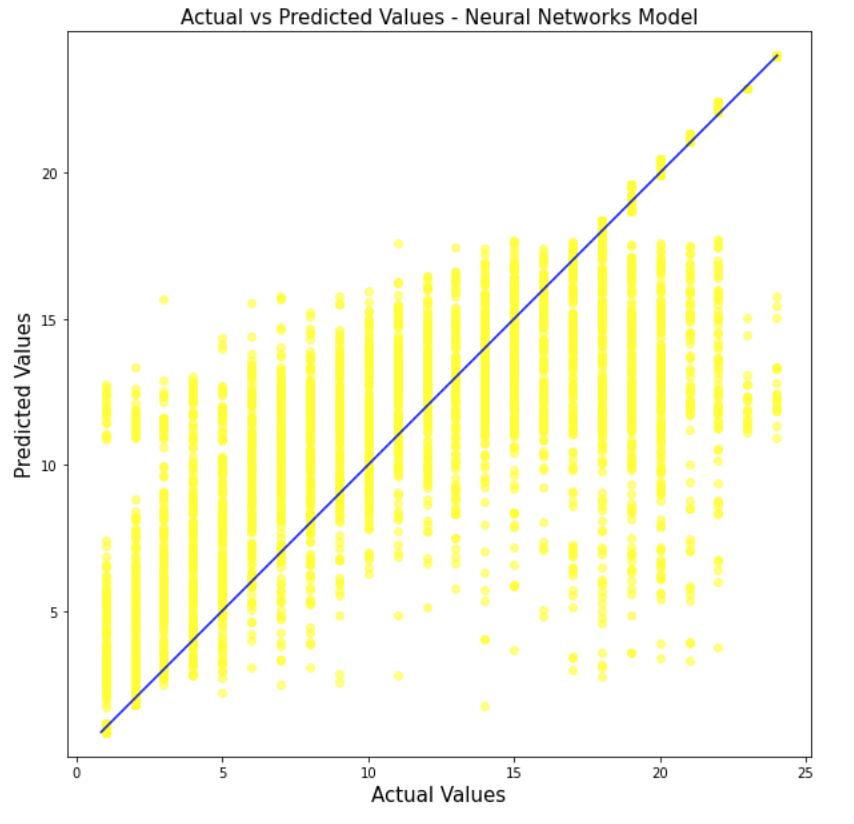 Actual vs Predicted Values - Neural Networks Model
Predicted Values
20
15
10
5
0 5 10 15 20 25
Actual Values